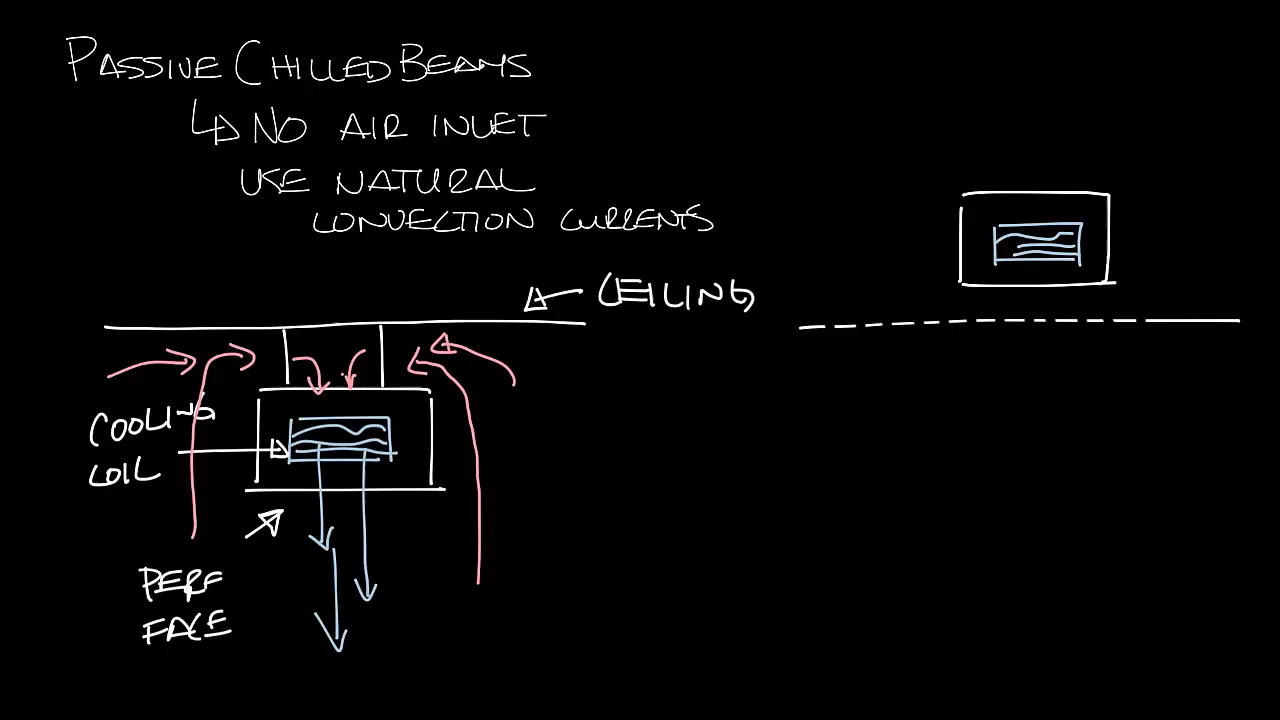 PASSIVE CHILLED BEAMS
↳ NO AIR INLET
USE NATURAL
CONVECTION CURRENTS
CEILING
COOLING
COIL
PERF
FACE